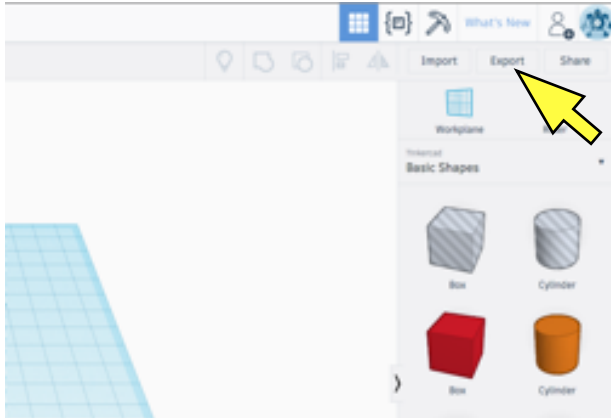 What's New
Import Export Share
Workplane
Tinkercad
Basic Shapes
Box Cylinder
Box Cylinder